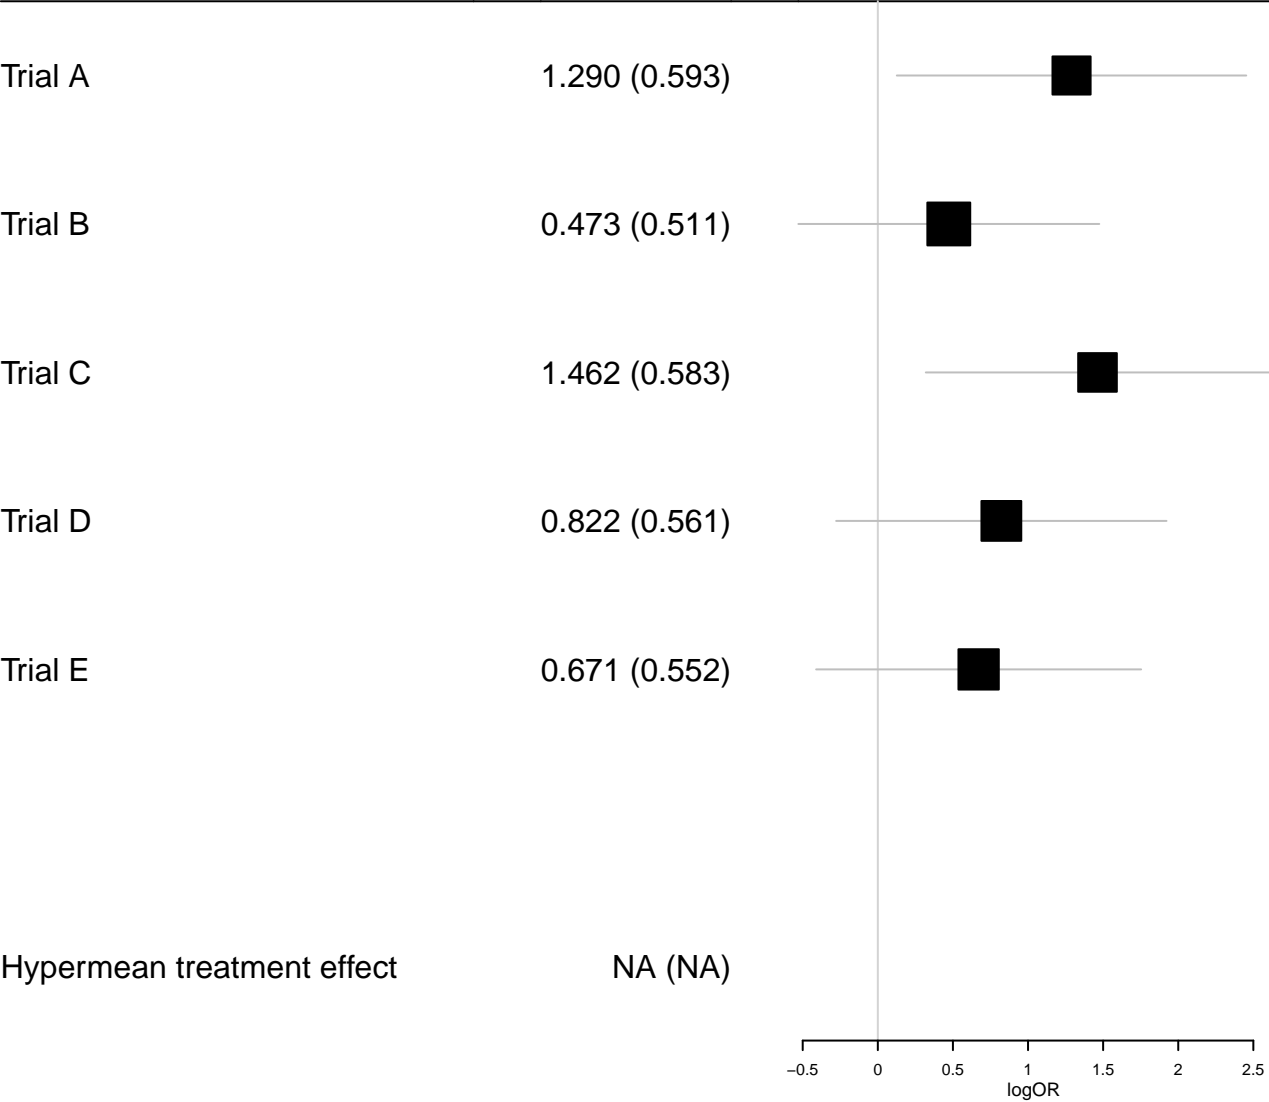 Trial A 1.290 (0.593)
Trial B 0.473 (0.511)
Trial C 1.462 (0.583)
Trial D 0.822 (0.561)
Trial E 0.671 (0.552)
Hypermean treatment effect NA (NA)
−0.5 0 0.5 1 1.5 2 2.5
logOR